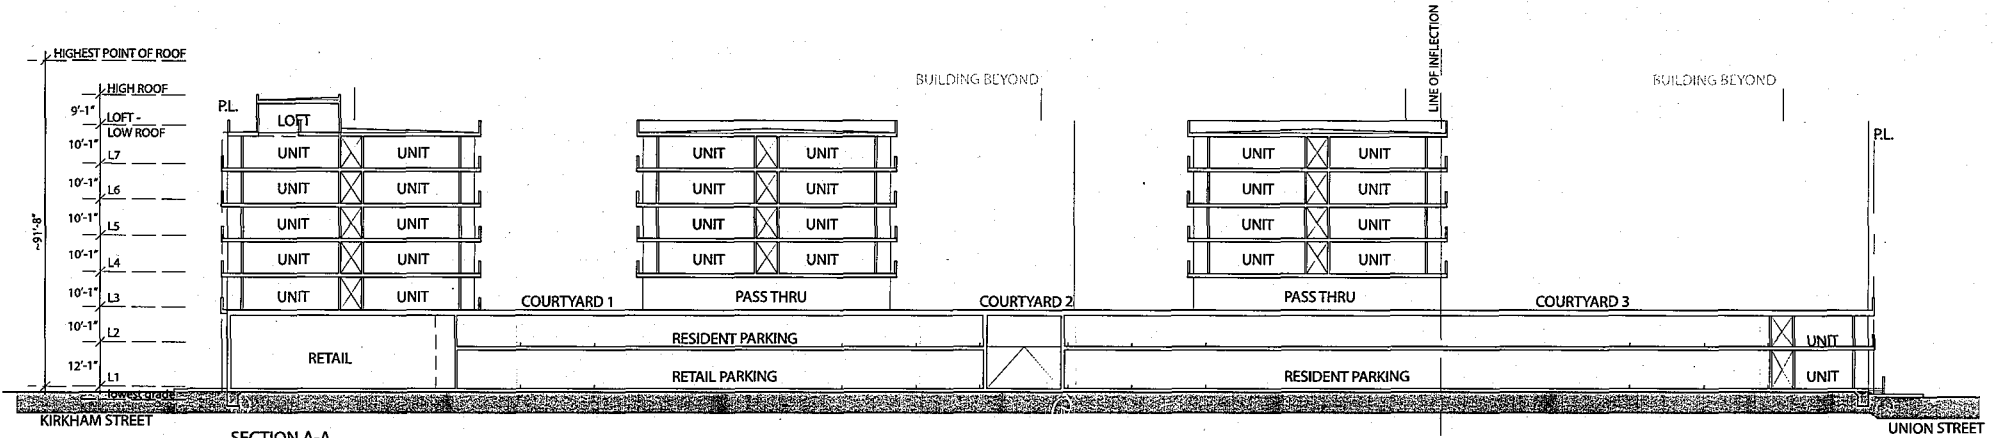 HIGHEST POINT OF ROOF
HIGH ROOF
9'-1"
LOFT -
LOW ROOF
10'-1"
L7
10'-1"
L6
10'-1"
L5
10'-1"
L4
10'-1"
L3
10'-1"
L2
12'-1"
L1
lowest grade
~91'-8"
KIRKHAM STREET
SECTION A-A
P.L.
LOFT
UNIT UNIT
UNIT UNIT
UNIT UNIT
UNIT UNIT
UNIT UNIT
RETAIL
COURTYARD 1
UNIT UNIT
UNIT UNIT
UNIT UNIT
UNIT UNIT
PASS THRU
RESIDENT PARKING
RETAIL PARKING
BUILDING BEYOND
COURTYARD 2
UNIT UNIT
UNIT UNIT
UNIT UNIT
UNIT UNIT
PASS THRU
RESIDENT PARKING
LINE OF INFLECTION
BUILDING BEYOND
COURTYARD 3
P.L.
UNIT
UNIT
UNION STREET